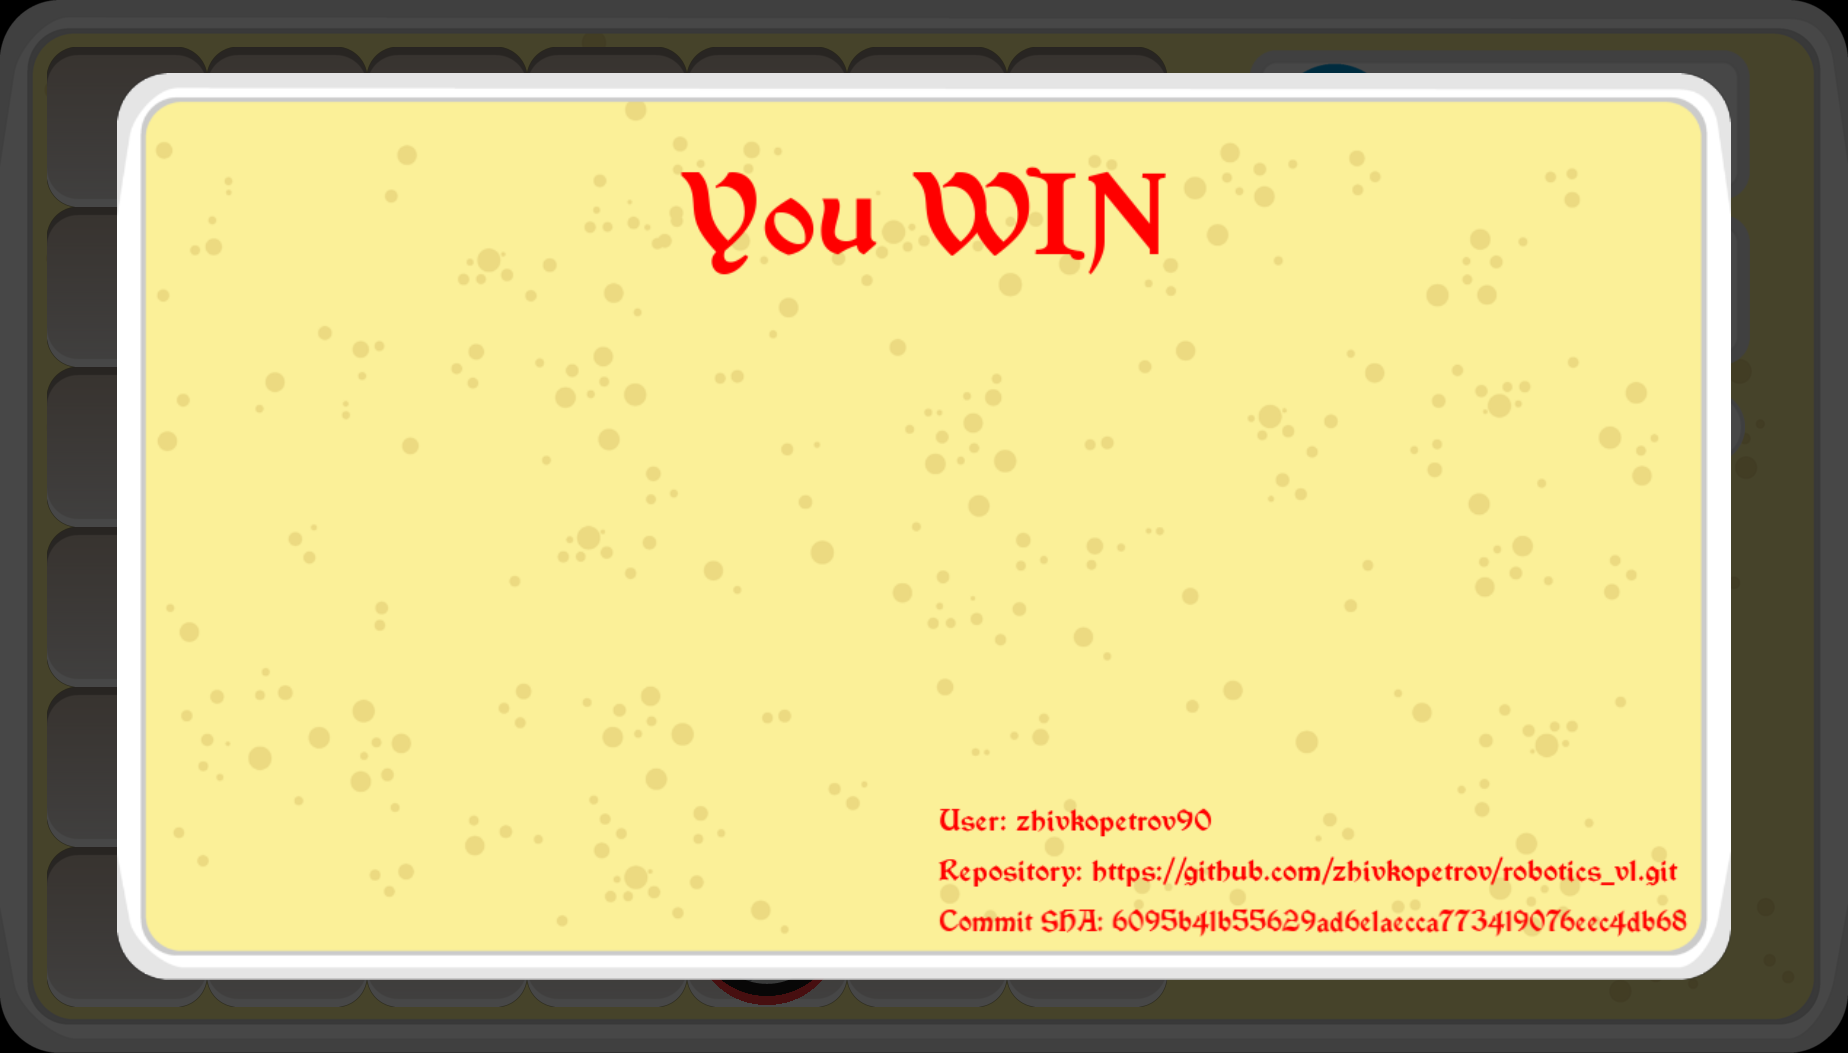 You WIN
User: zhivkopetrov90
Repository: https://github.com/zhivkopetrov/robotics_v1.git
Commit SHA: 6095b41b55629ad6e1aecca773419076eec4db68